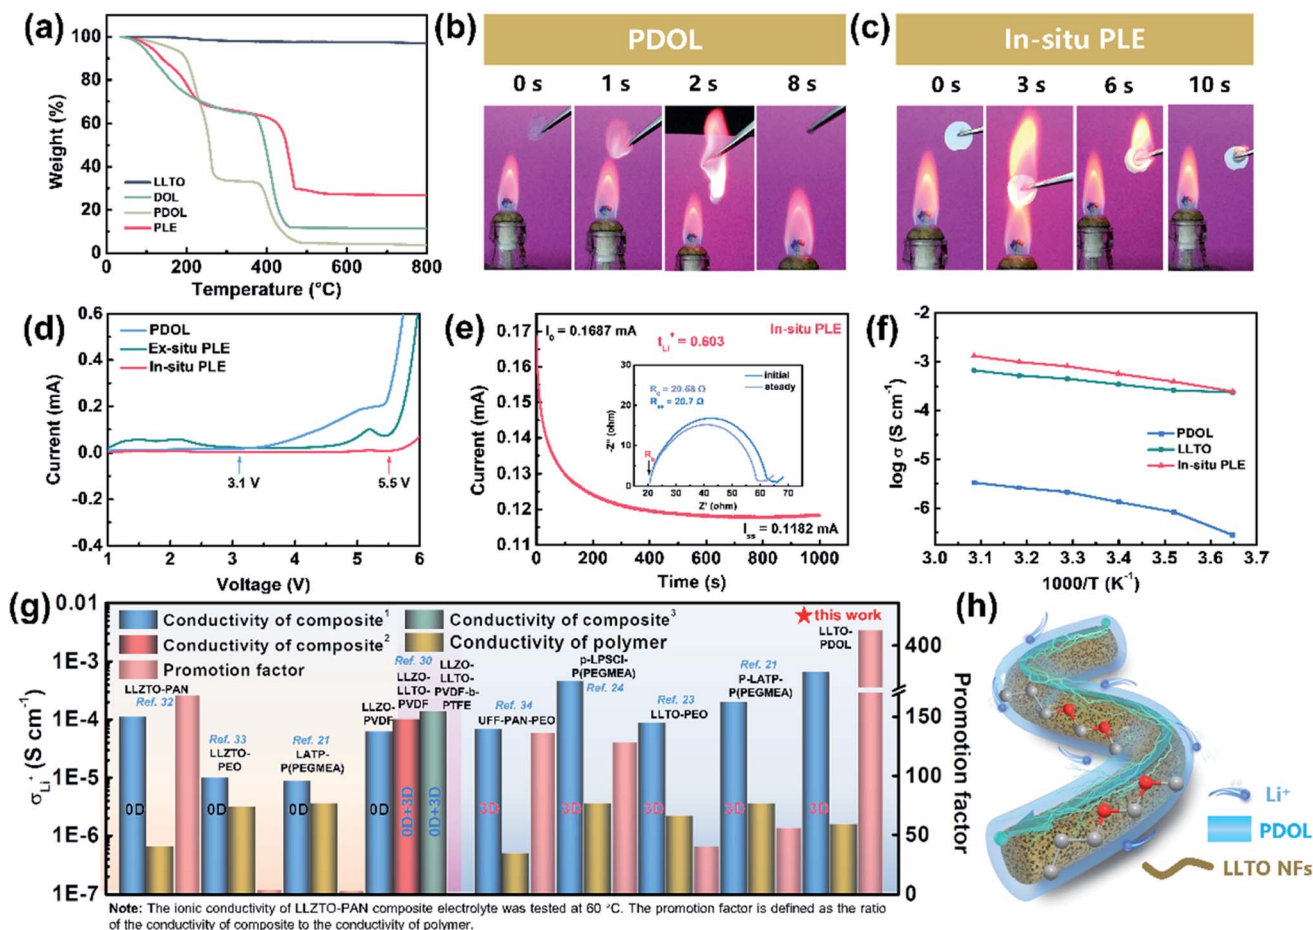 (a)
100
80
60
40
20
0
Weight (%)
LLTO
DOL
PDOL
PLE
0
200
400
600
800
Temperature (°C)
(b)
PDOL
0 s
1 s
2 s
8 s
(c)
In-situ PLE
0 s
3 s
6 s
10 s
(d)
0.6
0.4
0.2
0.0
-0.2
-0.4
Current (mA)
PDOL
Ex-situ PLE
In-situ PLE
3.1 V
5.5 V
1
2
3
4
5
6
Voltage (V)
(e)
0.17
0.16
0.15
0.14
0.13
0.12
0.11
Current (mA)
I0 = 0.1687 mA
In-situ PLE
tLi+ = 0.603
30
20
10
0
-Z'' (ohm)
initial
steady
R0 = 20.68 Ω
Rss = 20.7 Ω
20
30
40
50
60
70
Z' (ohm)
Iss = 0.1182 mA
0
200
400
600
800
1000
Time (s)
(f)
-2
-3
-4
-5
-6
log σ (S cm-1)
PDOL
LLTO
In-situ PLE
3.0
3.1
3.2
3.3
3.4
3.5
3.6
3.7
1000/T (K-1)
(g)
0.01
1E-3
1E-4
1E-5
1E-6
1E-7
σLi+ (S cm-1)
Conductivity of composite1
Conductivity of composite2
Promotion factor
Conductivity of composite3
Conductivity of polymer
★this work
LLZTO-PAN
Ref. 32
0D
Ref. 33
LLZTO-
PEO
0D
Ref. 21
LATP-
P(PEGMEA)
0D
LLZO-
PVDF
0D
Ref. 30
LLZO-
LLTO-
PVDF
0D+3D
LLZO-
LLTO-
PVDF-b-
PTFE
0D+3D
Ref. 34
UFF-PAN-PEO
3D
p-LPSCl-
P(PEGMEA)
Ref. 24
3D
Ref. 23
LLTO-PEO
3D
Ref. 21
P-LATP-
P(PEGMEA)
3D
LLTO-
PDOL
3D
400
150
100
50
0
Promotion factor
Note: The ionic conductivity of LLZTO-PAN composite electrolyte was tested at 60 °C. The promotion factor is defined as the ratio
of the conductivity of composite to the conductivity of polymer.
(h)
Li+
PDOL
LLTO NFs